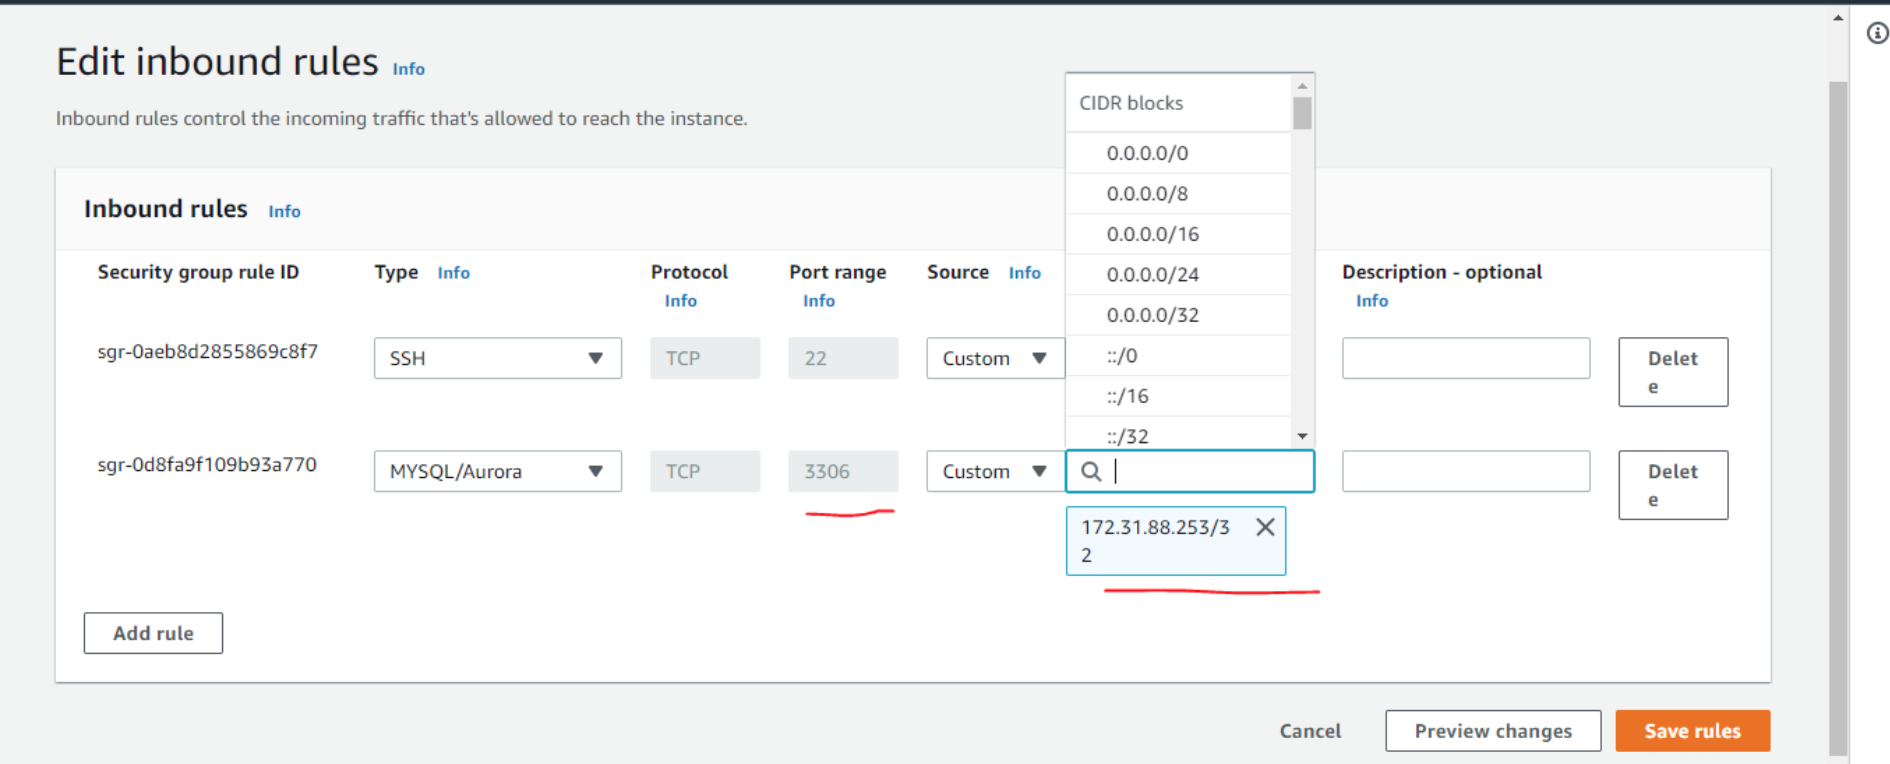 Edit inbound rules Info
Inbound rules control the incoming traffic that's allowed to reach the instance.
Inbound rules Info
Security group rule ID
Type Info
Protocol
Info
Port range
Info
Source Info
Description - optional
Info
CIDR blocks
0.0.0.0/0
0.0.0.0/8
0.0.0.0/16
0.0.0.0/24
0.0.0.0/32
::/0
::/16
::/32
sgr-0aeb8d2855869c8f7
SSH
TCP
22
Custom
Delet
e
sgr-0d8fa9f109b93a770
MYSQL/Aurora
TCP
3306
Custom
172.31.88.253/3
2
Delet
e
Add rule
Cancel
Preview changes
Save rules